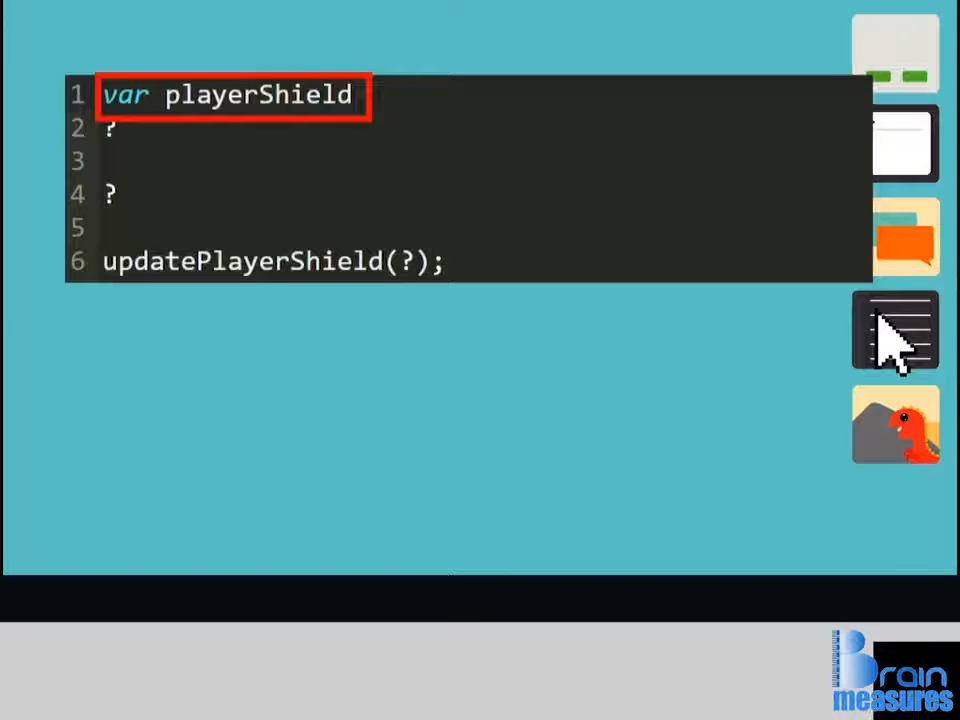 1 var playerShield
2 ?
3
4 ?
5
6 updatePlayerShield(?);
Brain
measures